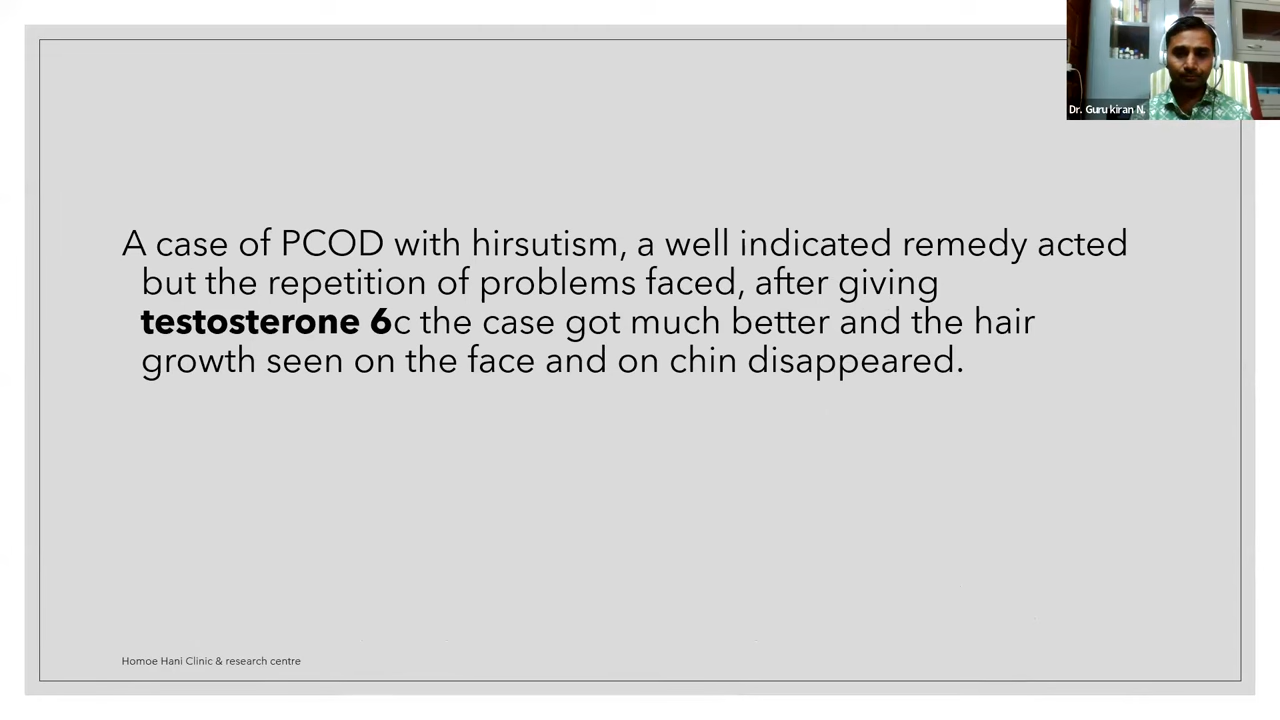 Dr. Guru kiran N.
A case of PCOD with hirsutism, a well indicated remedy acted
but the repetition of problems faced, after giving
testosterone 6c the case got much better and the hair
growth seen on the face and on chin disappeared.
Homoe Hani Clinic & research centre